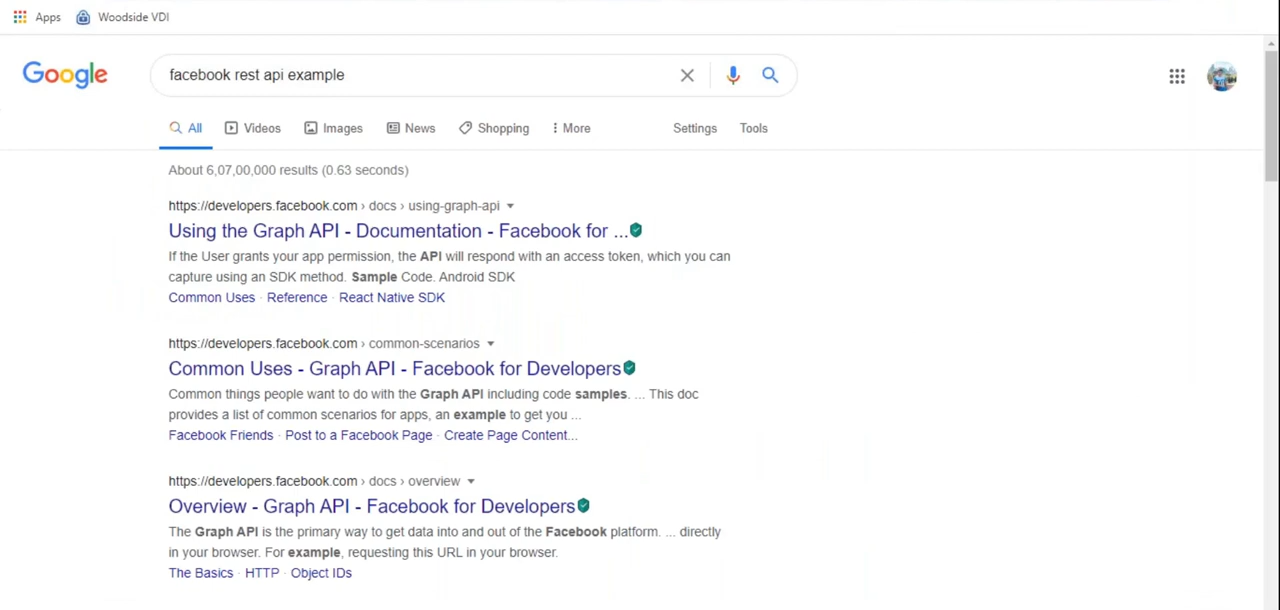 Apps Woodside VDI
Google facebook rest api example
All Videos Images News Shopping More Settings Tools
About 6,07,00,000 results (0.63 seconds)
https://developers.facebook.com › docs › using-graph-api
Using the Graph API - Documentation - Facebook for ...
If the User grants your app permission, the API will respond with an access token, which you can
capture using an SDK method. Sample Code. Android SDK
Common Uses · Reference · React Native SDK
https://developers.facebook.com › common-scenarios
Common Uses - Graph API - Facebook for Developers
Common things people want to do with the Graph API including code samples. ... This doc
provides a list of common scenarios for apps, an example to get you ...
Facebook Friends · Post to a Facebook Page · Create Page Content...
https://developers.facebook.com › docs › overview
Overview - Graph API - Facebook for Developers
The Graph API is the primary way to get data into and out of the Facebook platform. ... directly
in your browser. For example, requesting this URL in your browser.
The Basics · HTTP · Object IDs